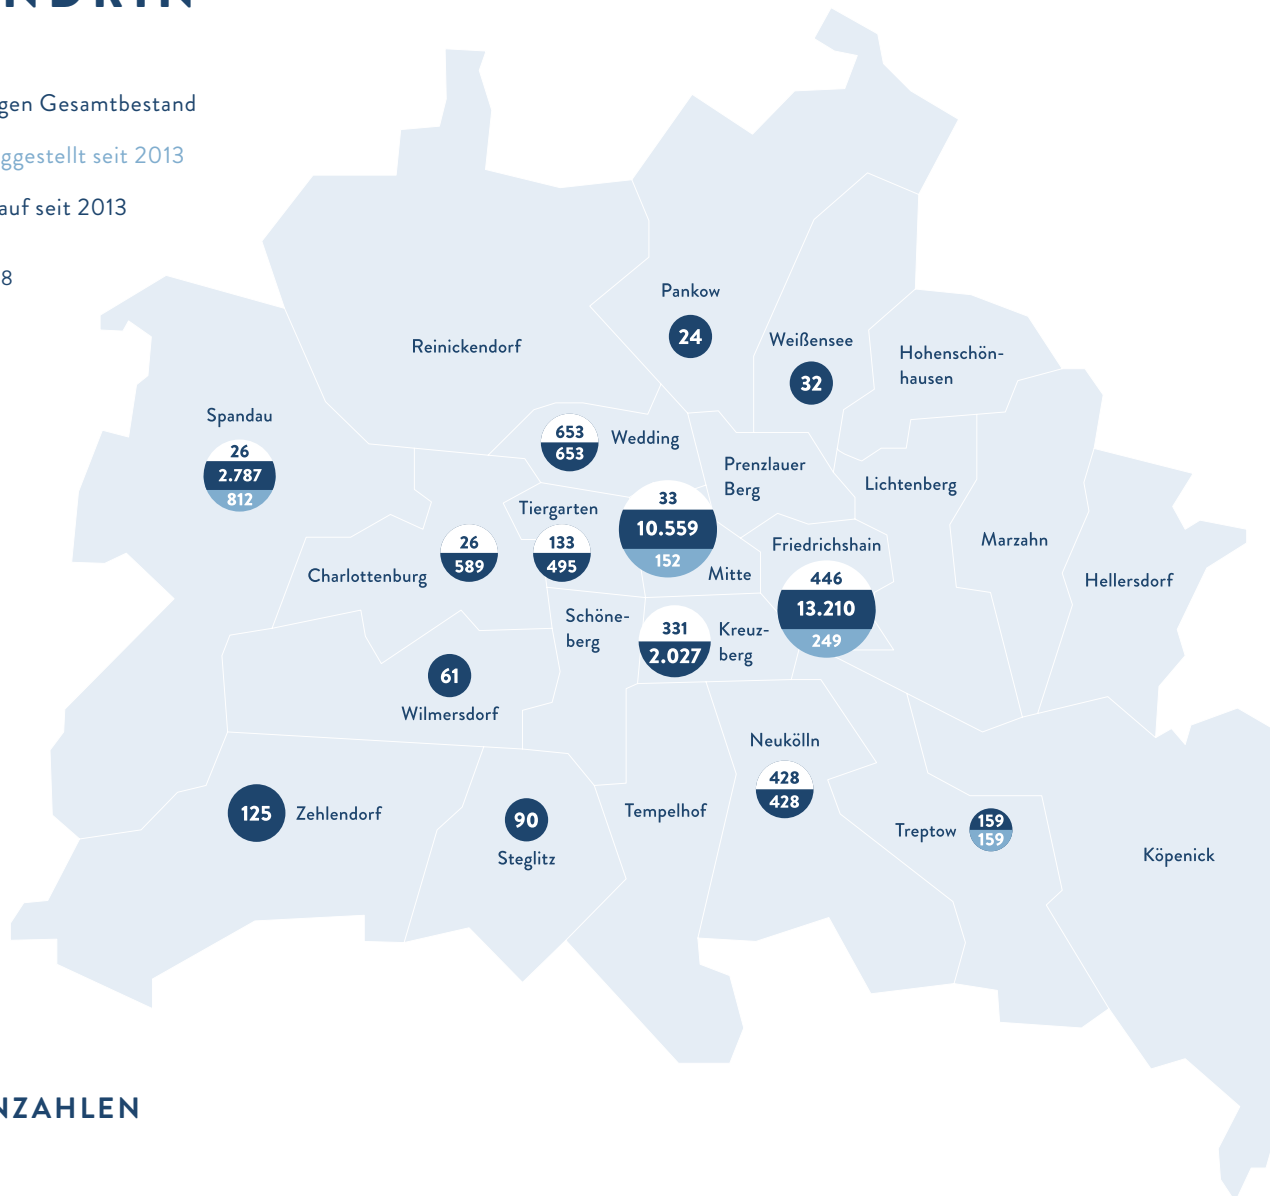 NDRIN
gen Gesamtbestand
ggestellt seit 2013
auf seit 2013
8
Pankow
24
Weißensee
32
Hohenschön-
hausen
Reinickendorf
Spandau
26
2.787
812
653
653
Wedding
Prenzlauer
Berg
Lichtenberg
Tiergarten
133
495
33
10.559
152
Mitte
Friedrichshain
446
13.210
249
Marzahn
Hellersdorf
Charlottenburg
26
589
Schöne-
berg
331
2.027
Kreuz-
berg
61
Wilmersdorf
Neukölln
428
428
125
Zehlendorf
90
Steglitz
Tempelhof
Treptow
159
159
Köpenick
NZAHLEN